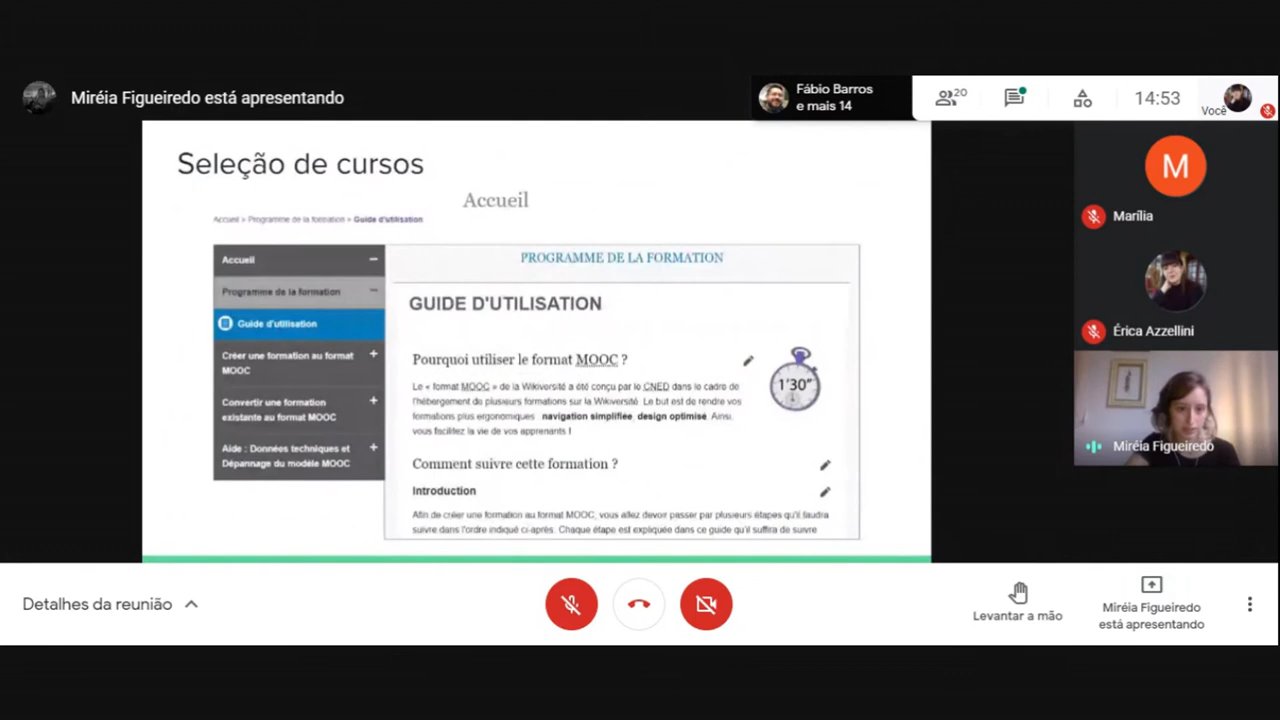 Miréia Figueiredo está apresentando
Fábio Barros
e mais 14
20
14:53
Você
Seleção de cursos
Accueil
Accueil > Programme de la formation > Guide d'utilisation
Accueil
Programme de la formation
Guide d'utilisation
Créer une formation au format
MOOC
Convertir une formation
existante au format MOOC
Aide : Données techniques et
Dépannage du modèle MOOC
PROGRAMME DE LA FORMATION
GUIDE D'UTILISATION
Pourquoi utiliser le format MOOC ?
Le « format MOOC » de la Wikiversité a été conçu par le CNED dans le cadre de
l'hébergement de plusieurs formations sur la Wikiversité. Le but est de rendre vos
formations plus ergonomiques : navigation simplifiée, design optimisé. Ainsi,
vous facilitez la vie de vos apprenants !
1'30"
Comment suivre cette formation ?
Introduction
Afin de créer une formation au format MOOC, vous allez devoir passer par plusieurs étapes qu'il faudra
suivre dans l'ordre indiqué ci-après. Chaque étape est expliquée dans ce guide qu'il suffira de suivre
M
Marília
Érica Azzellini
Miréia Figueiredo
Detalhes da reunião
Levantar a mão
Miréia Figueiredo
está apresentando